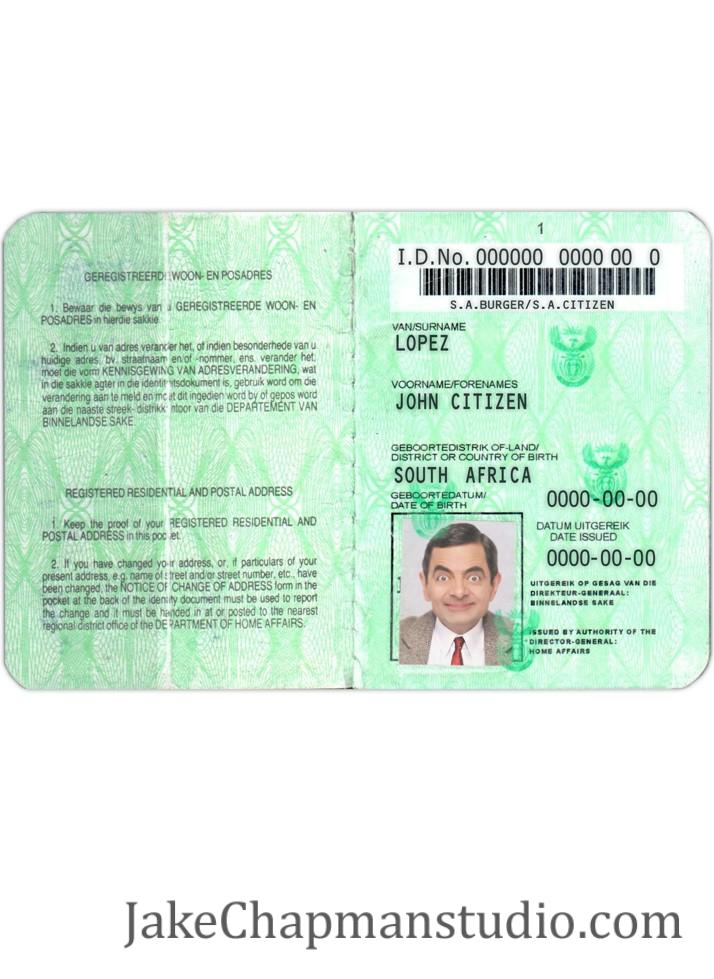 GEREGISTREERDE WOON- EN POSADRES
1. Bewaar die bewys van u GEREGISTREERDE WOON- EN
POSADRES in hierdie sakkie.
2. Indien u van adres verander het, of indien besonderhede van u
huidige adres, bv. straatnaam en/of -nommer, ens. verander het,
moet die vorm KENNISGEWING VAN ADRESVERANDERING, wat
in die sakkie agter in die identiteitsdokument is, gebruik word om die
verandering aan te meld en moet dit ingedien word by of gepos word
aan die naaste streek- distrikkantoor van die DEPARTEMENT VAN
BINNELANDSE SAKE.
REGISTERED RESIDENTIAL AND POSTAL ADDRESS
1. Keep the proof of your REGISTERED RESIDENTIAL AND
POSTAL ADDRESS in this pocket.
2. If you have changed your address, or, if particulars of your
present address, e.g. name of street and/or street number, etc., have
been changed, the NOTICE OF CHANGE OF ADDRESS form in the
pocket at the back of the identity document must be used to report
the change and it must be handed in at or posted to the nearest
regional district office of the DEPARTMENT OF HOME AFFAIRS.
1
I.D.No. 000000 0000 00 0
S.A.BURGER/S.A.CITIZEN
VAN/SURNAME
LOPEZ
VOORNAME/FORENAMES
JOHN CITIZEN
GEBOORTEDISTRIK OF-LAND/
DISTRICT OR COUNTRY OF BIRTH
SOUTH AFRICA
GEBOORTEDATUM/
DATE OF BIRTH
0000-00-00
DATUM UITGEREIK
DATE ISSUED
0000-00-00
UITGEREIK OP GESAG VAN DIE
DIREKTEUR-GENERAAL:
BINNELANDSE SAKE
ISSUED BY AUTHORITY OF THE
DIRECTOR-GENERAL:
HOME AFFAIRS
JakeChapmanstudio.com